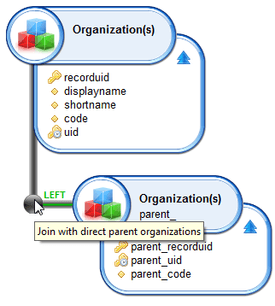 Organization(s)
recorduid
displayname
shortname
code
uid
LEFT
Organization(s)
parent_
Join with direct parent organizations
parent_recorduid
parent_uid
parent_code